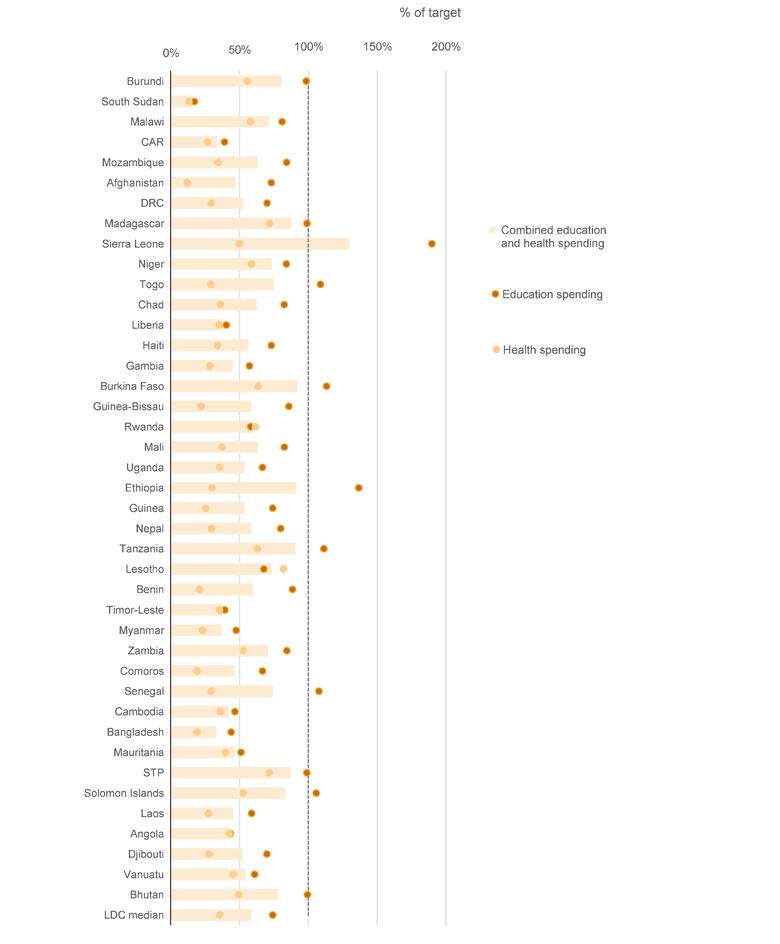 % of target
0%
50%
100%
150%
200%
Burundi
South Sudan
Malawi
CAR
Mozambique
Afghanistan
DRC
Madagascar
Sierra Leone
Combined education
and health spending
Niger
Togo
Education spending
Chad
Liberia
Haiti
Health spending
Gambia
Burkina Faso
Guinea-Bissau
Rwanda
Mali
Uganda
Ethiopia
Guinea
Nepal
Tanzania
Lesotho
Benin
Timor-Leste
Myanmar
Zambia
Comoros
Senegal
Cambodia
Bangladesh
Mauritania
STP
Solomon Islands
Laos
Angola
Djibouti
Vanuatu
Bhutan
LDC median